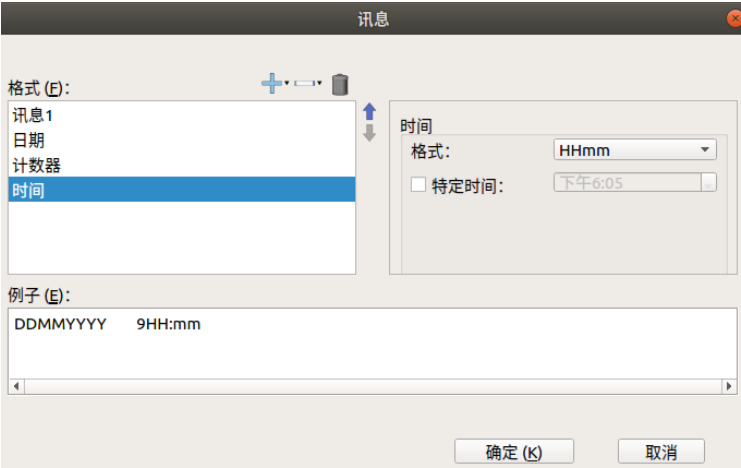 讯息
格式 (F):
讯息1
日期
计数器
时间
时间
格式:
HHmm
特定时间:
下午6:05
例子 (E):
DDMMYYYY 9HH:mm
确定 (K)
取消